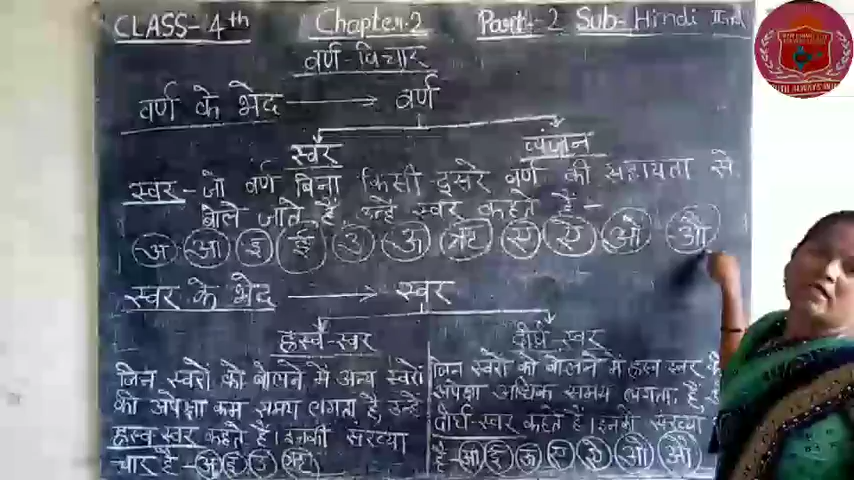 CLASS-4th Chapter-2 Part-2 Sub-Hindi IInd
वर्ण-विचार
वर्ण के भेद → वर्ण
स्वर व्यंजन
स्वर - जो वर्ण बिना किसी दुसरे वर्ण की सहायता से
बोले जाते हैं, उन्हें स्वर कहते हैं -
अ आ इ ई उ ऊ ऋ ए ऐ ओ औ
स्वर के भेद → स्वर
ह्रस्व-स्वर दीर्घ-स्वर
जिन स्वरों को बोलने में अन्य स्वरों
की अपेक्षा कम समय लगता है, उन्हें
ह्रस्व स्वर कहते हैं। इनकी संख्या
चार है - अ इ उ ऋ
जिन स्वरों को बोलने में ह्रस्व स्वर
अपेक्षा अधिक समय लगता है,
दीर्घ-स्वर कहते हैं। इनकी संख्या
है - आ ई ऊ ए ऐ ओ औ